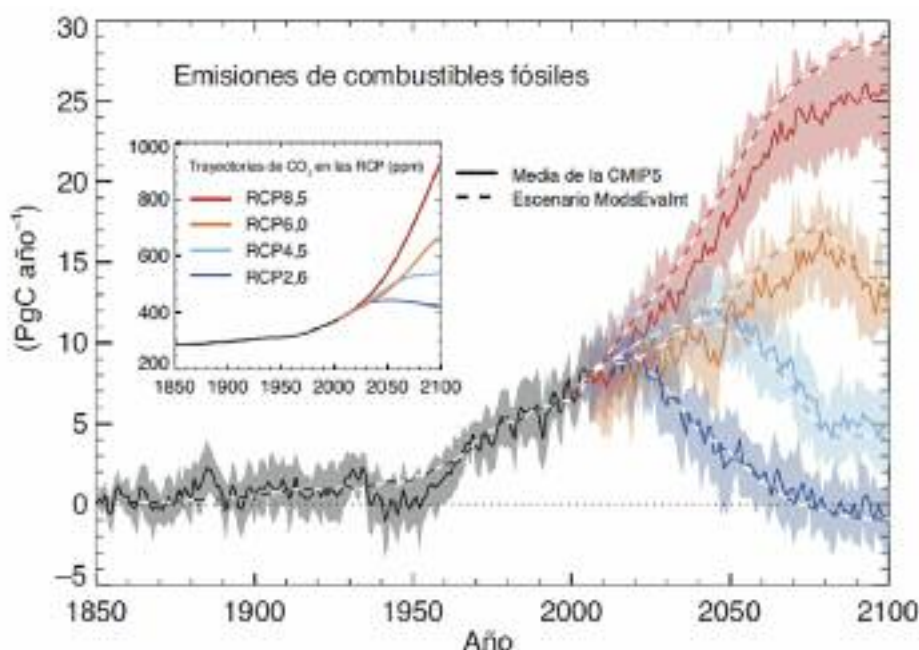 Emisiones de combustibles fósiles
30
25
20
15
10
5
0
−5
(PgC año⁻¹)
1000
800
600
400
200
Trayectorias de CO₂ en las RCP (ppm)
RCP8,5
RCP6,0
RCP4,5
RCP2,6
1850 1900 1950 2000 2050 2100
Media de la CMIP5
Escenario ModsEvaInt
1850 1900 1950 2000 2050 2100
Año